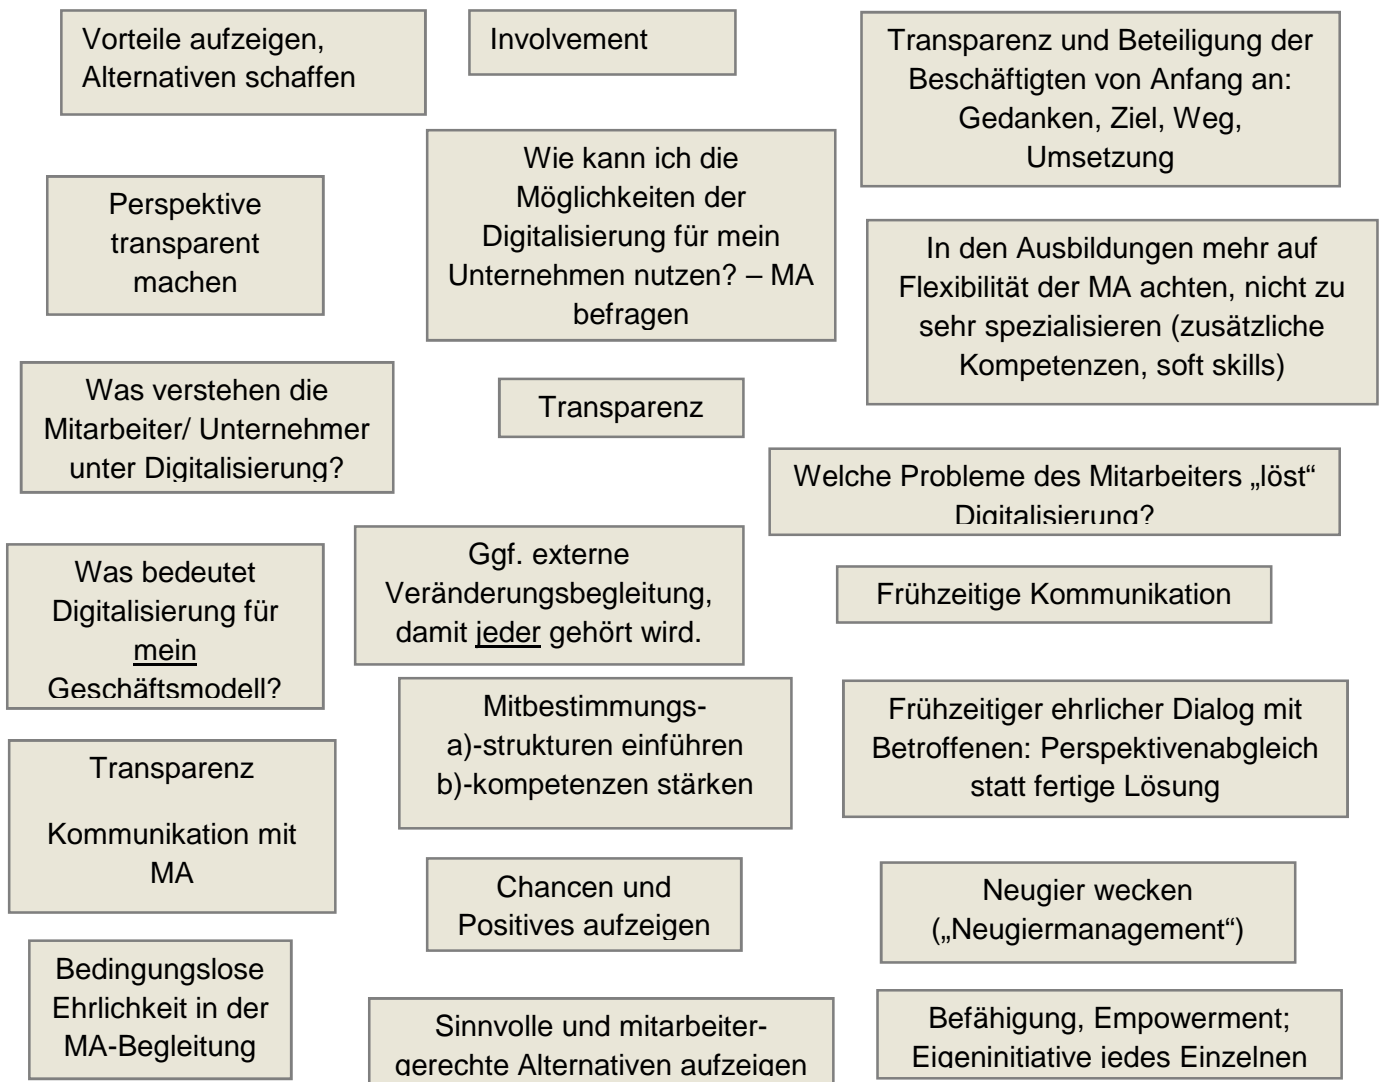 Vorteile aufzeigen,
Alternativen schaffen
Involvement
Transparenz und Beteiligung der
Beschäftigten von Anfang an:
Gedanken, Ziel, Weg,
Umsetzung
Wie kann ich die
Möglichkeiten der
Digitalisierung für mein
Unternehmen nutzen? – MA
befragen
Perspektive
transparent
machen
In den Ausbildungen mehr auf
Flexibilität der MA achten, nicht zu
sehr spezialisieren (zusätzliche
Kompetenzen, soft skills)
Was verstehen die
Mitarbeiter/ Unternehmer
unter Digitalisierung?
Transparenz
Welche Probleme des Mitarbeiters „löst“
Digitalisierung?
Ggf. externe
Veränderungsbegleitung,
damit jeder gehört wird.
Was bedeutet
Digitalisierung für
mein
Geschäftsmodell?
Frühzeitige Kommunikation
Mitbestimmungs-
a)-strukturen einführen
b)-kompetenzen stärken
Frühzeitiger ehrlicher Dialog mit
Betroffenen: Perspektivenabgleich
statt fertige Lösung
Transparenz
Kommunikation mit
MA
Chancen und
Positives aufzeigen
Neugier wecken
(„Neugiermanagement“)
Bedingungslose
Ehrlichkeit in der
MA-Begleitung
Sinnvolle und mitarbeiter-
gerechte Alternativen aufzeigen
Befähigung, Empowerment;
Eigeninitiative jedes Einzelnen